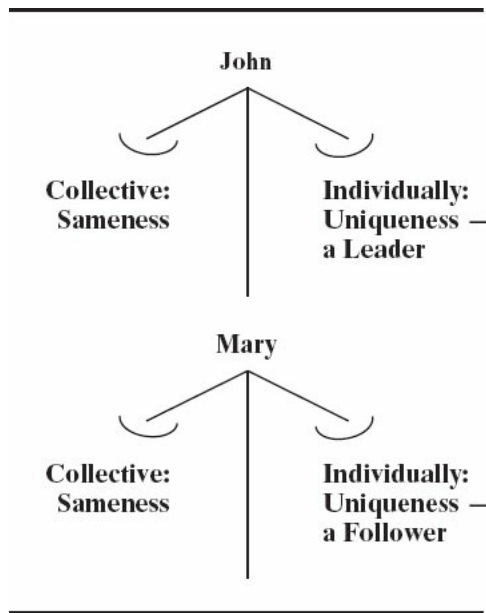 John
Collective:
Sameness
Individually:
Uniqueness —
a Leader
Mary
Collective:
Sameness
Individually:
Uniqueness —
a Follower